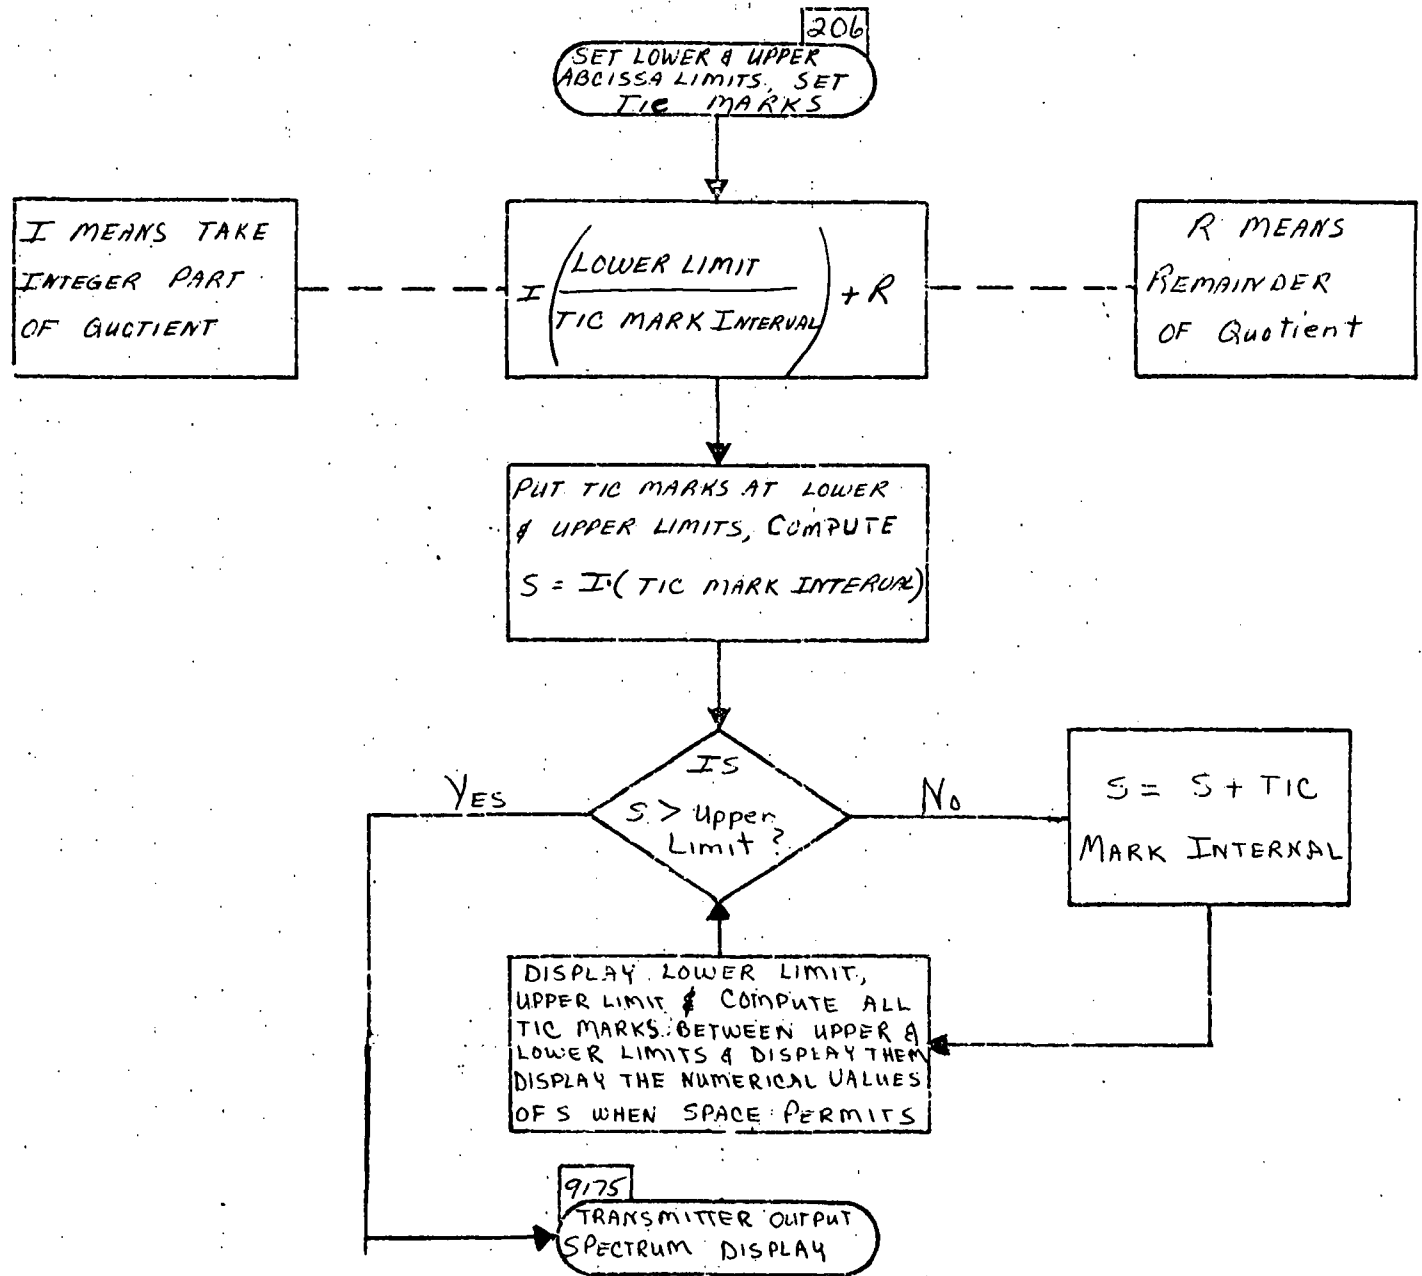 206
SET LOWER & UPPER
ABCISSA LIMITS, SET
TIC MARKS
I MEANS TAKE
INTEGER PART
OF QUCTIENT
I (LOWER LIMIT
TIC MARK INTERVAL) + R
R MEANS
REMAINDER
OF Quotient
PUT TIC MARKS AT LOWER
& UPPER LIMITS, COMPUTE
S = I·( TIC MARK INTERVAL)
IS
S > Upper
Limit ?
YES
NO
S = S + TIC
MARK INTERNAL
DISPLAY LOWER LIMIT,
UPPER LIMIT & COMPUTE ALL
TIC MARKS BETWEEN UPPER &
LOWER LIMITS & DISPLAY THEM
DISPLAY THE NUMERICAL VALUES
OF S WHEN SPACE PERMITS
9175
TRANSMITTER OUTPUT
SPECTRUM DISPLAY